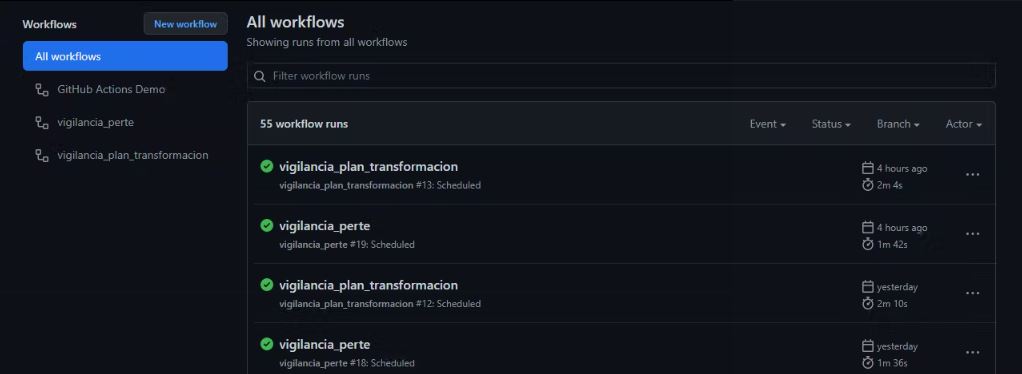 Workflows
New workflow
All workflows
GitHub Actions Demo
vigilancia_perte
vigilancia_plan_transformacion
All workflows
Showing runs from all workflows
Filter workflow runs
55 workflow runs
Event
Status
Branch
Actor
vigilancia_plan_transformacion
vigilancia_plan_transformacion #13: Scheduled
4 hours ago
2m 4s
vigilancia_perte
vigilancia_perte #19: Scheduled
4 hours ago
1m 42s
vigilancia_plan_transformacion
vigilancia_plan_transformacion #12: Scheduled
yesterday
2m 10s
vigilancia_perte
vigilancia_perte #18: Scheduled
yesterday
1m 36s